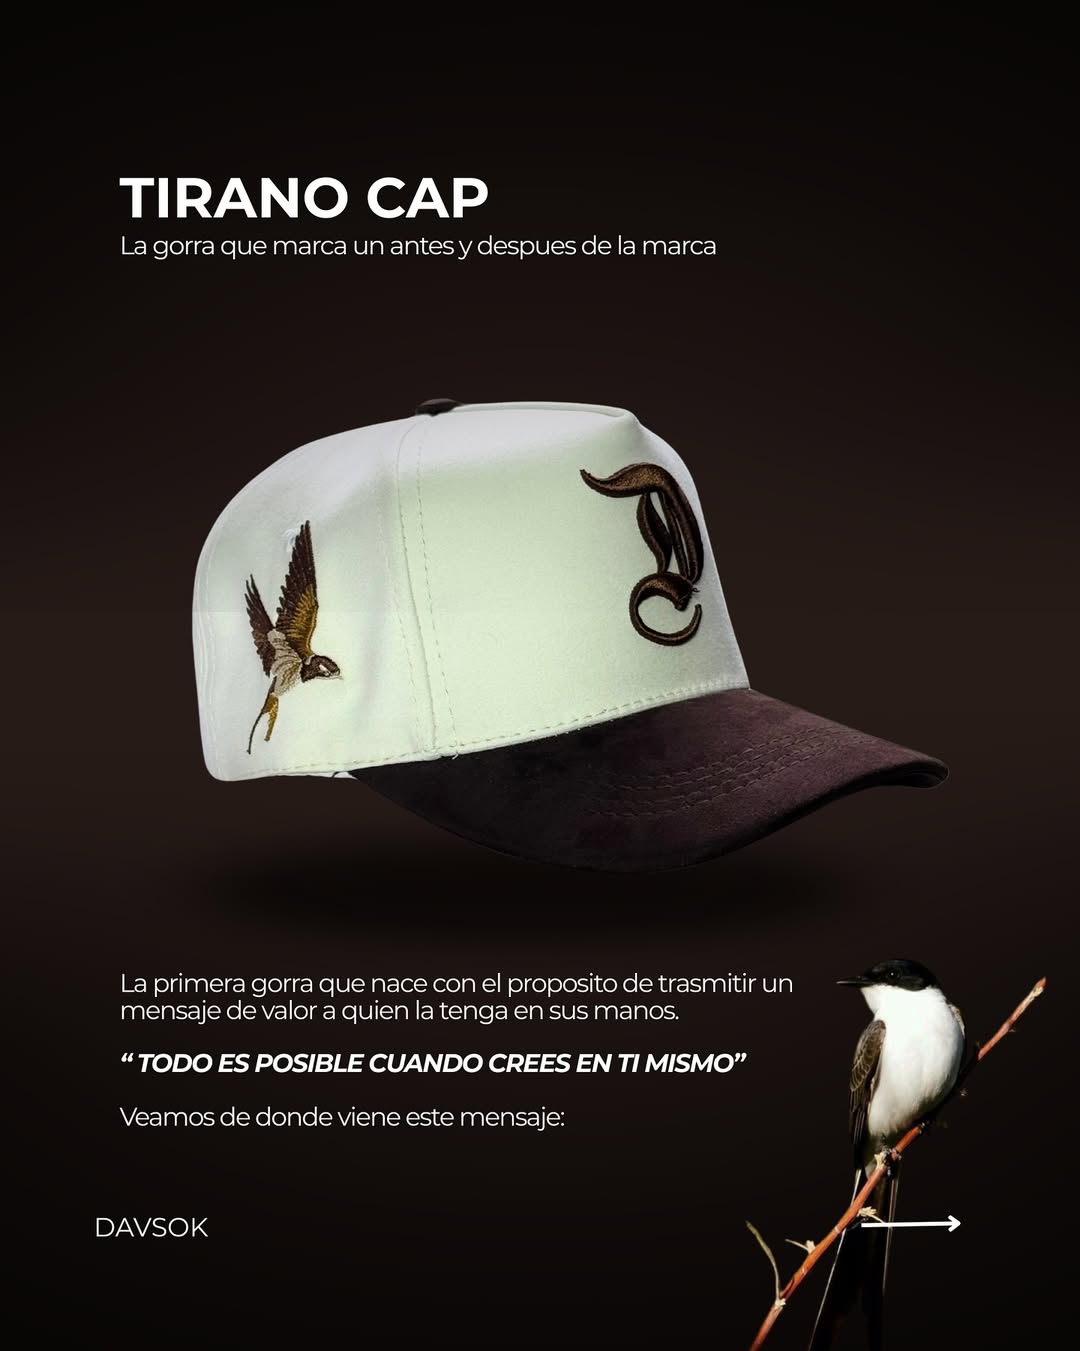 TIRANO CAP
La gorra que marca un antes y despues de la marca
D
La primera gorra que nace con el proposito de trasmitir un
mensaje de valor a quien la tenga en sus manos.
“ TODO ES POSIBLE CUANDO CREES EN TI MISMO”
Veamos de donde viene este mensaje:
DAVSOK